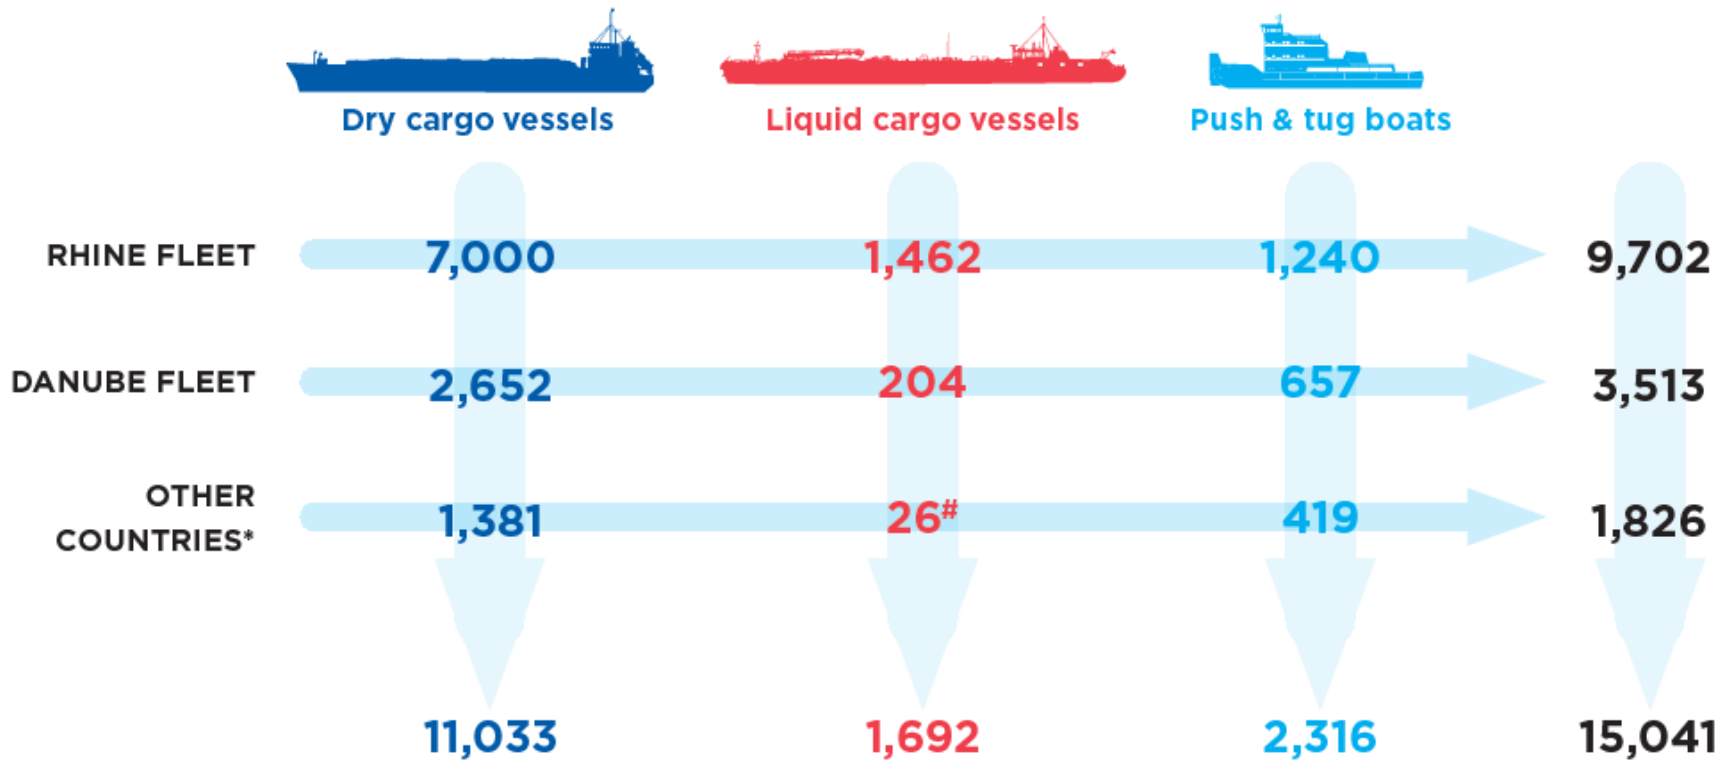 Dry cargo vessels Liquid cargo vessels Push & tug boats
RHINE FLEET 7,000 1,462 1,240 9,702
DANUBE FLEET 2,652 204 657 3,513
OTHER
COUNTRIES* 1,381 26# 419 1,826
11,033 1,692 2,316 15,041